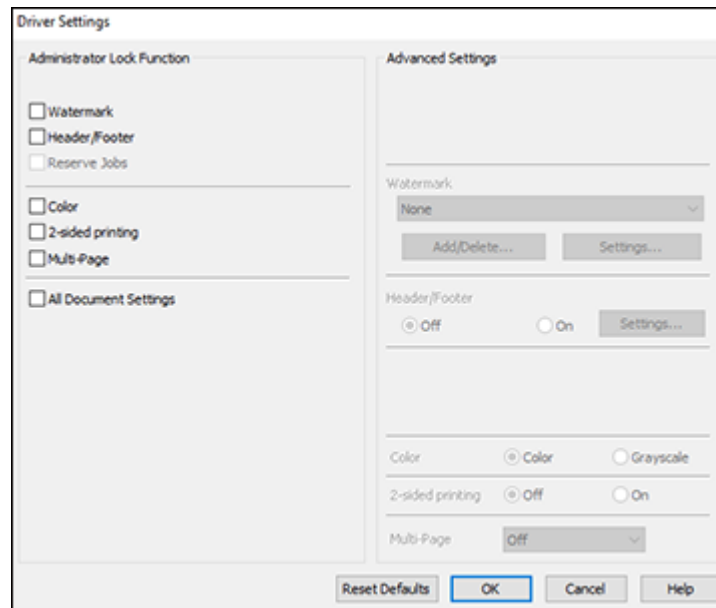 Driver Settings
Administrator Lock Function
Watermark
Header/Footer
Reserve Jobs
Color
2-sided printing
Multi-Page
All Document Settings
Advanced Settings
Watermark
None
Add/Delete... Settings...
Header/Footer
Off On Settings...
Color Color Grayscale
2-sided printing Off On
Multi-Page Off
Reset Defaults OK Cancel Help